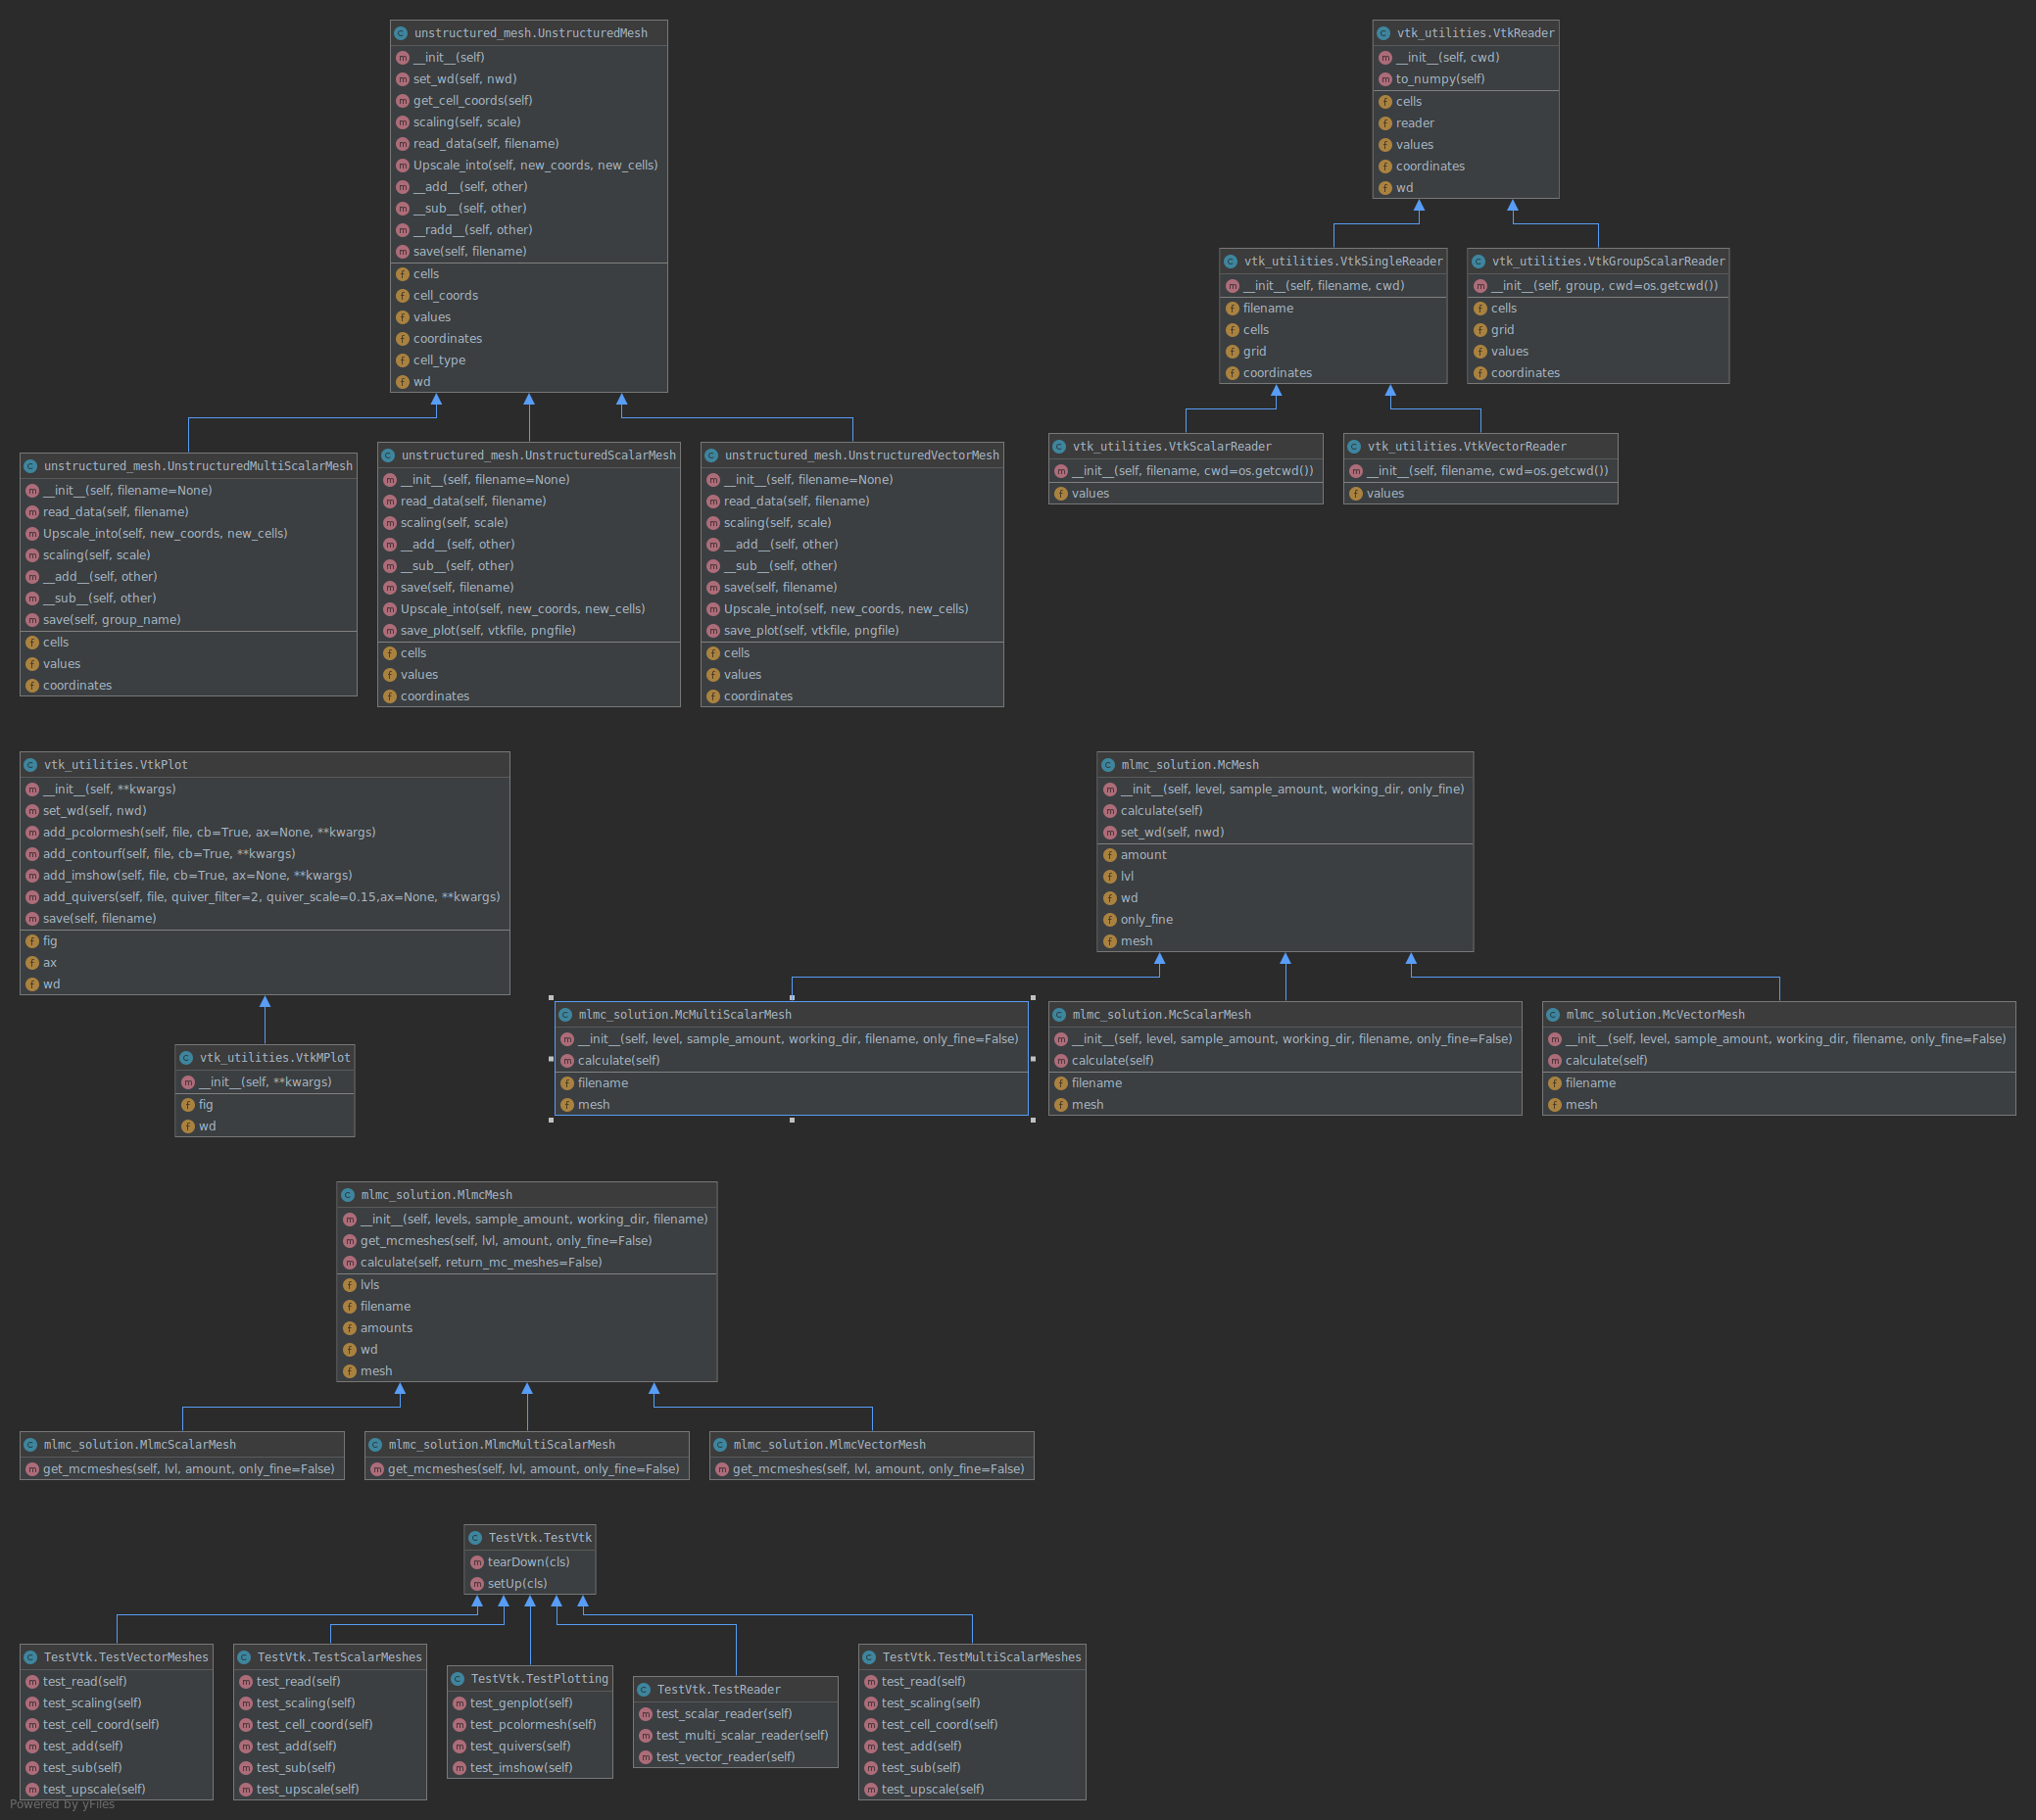 unstructured_mesh.UnstructuredMesh
__init__(self)
set_wd(self, nwd)
get_cell_coords(self)
scaling(self, scale)
read_data(self, filename)
Upscale_into(self, new_coords, new_cells)
__add__(self, other)
__sub__(self, other)
__radd__(self, other)
save(self, filename)
cells
cell_coords
values
coordinates
cell_type
wd
vtk_utilities.VtkReader
__init__(self, cwd)
to_numpy(self)
cells
reader
values
coordinates
wd
vtk_utilities.VtkSingleReader
__init__(self, filename, cwd)
filename
cells
grid
coordinates
vtk_utilities.VtkGroupScalarReader
__init__(self, group, cwd=os.getcwd())
cells
grid
values
coordinates
vtk_utilities.VtkScalarReader
__init__(self, filename, cwd=os.getcwd())
values
vtk_utilities.VtkVectorReader
__init__(self, filename, cwd=os.getcwd())
values
unstructured_mesh.UnstructuredMultiScalarMesh
__init__(self, filename=None)
read_data(self, filename)
Upscale_into(self, new_coords, new_cells)
scaling(self, scale)
__add__(self, other)
__sub__(self, other)
save(self, group_name)
cells
values
coordinates
unstructured_mesh.UnstructuredScalarMesh
__init__(self, filename=None)
read_data(self, filename)
scaling(self, scale)
__add__(self, other)
__sub__(self, other)
save(self, filename)
Upscale_into(self, new_coords, new_cells)
save_plot(self, vtkfile, pngfile)
cells
values
coordinates
unstructured_mesh.UnstructuredVectorMesh
__init__(self, filename=None)
read_data(self, filename)
scaling(self, scale)
__add__(self, other)
__sub__(self, other)
save(self, filename)
Upscale_into(self, new_coords, new_cells)
save_plot(self, vtkfile, pngfile)
cells
values
coordinates
vtk_utilities.VtkPlot
__init__(self, **kwargs)
set_wd(self, nwd)
add_pcolormesh(self, file, cb=True, ax=None, **kwargs)
add_contourf(self, file, cb=True, **kwargs)
add_imshow(self, file, cb=True, ax=None, **kwargs)
add_quivers(self, file, quiver_filter=2, quiver_scale=0.15,ax=None, **kwargs)
save(self, filename)
fig
ax
wd
vtk_utilities.VtkMPlot
__init__(self, **kwargs)
fig
wd
mlmc_solution.McMesh
__init__(self, level, sample_amount, working_dir, only_fine)
calculate(self)
set_wd(self, nwd)
amount
lvl
wd
only_fine
mesh
mlmc_solution.McMultiScalarMesh
__init__(self, level, sample_amount, working_dir, filename, only_fine=False)
calculate(self)
filename
mesh
mlmc_solution.McScalarMesh
__init__(self, level, sample_amount, working_dir, filename, only_fine=False)
calculate(self)
filename
mesh
mlmc_solution.McVectorMesh
__init__(self, level, sample_amount, working_dir, filename, only_fine=False)
calculate(self)
filename
mesh
mlmc_solution.MlmcMesh
__init__(self, levels, sample_amount, working_dir, filename)
get_mcmeshes(self, lvl, amount, only_fine=False)
calculate(self, return_mc_meshes=False)
lvls
filename
amounts
wd
mesh
mlmc_solution.MlmcScalarMesh
get_mcmeshes(self, lvl, amount, only_fine=False)
mlmc_solution.MlmcMultiScalarMesh
get_mcmeshes(self, lvl, amount, only_fine=False)
mlmc_solution.MlmcVectorMesh
get_mcmeshes(self, lvl, amount, only_fine=False)
TestVtk.TestVtk
tearDown(cls)
setUp(cls)
TestVtk.TestVectorMeshes
test_read(self)
test_scaling(self)
test_cell_coord(self)
test_add(self)
test_sub(self)
test_upscale(self)
TestVtk.TestScalarMeshes
test_read(self)
test_scaling(self)
test_cell_coord(self)
test_add(self)
test_sub(self)
test_upscale(self)
TestVtk.TestPlotting
test_genplot(self)
test_pcolormesh(self)
test_quivers(self)
test_imshow(self)
TestVtk.TestReader
test_scalar_reader(self)
test_multi_scalar_reader(self)
test_vector_reader(self)
TestVtk.TestMultiScalarMeshes
test_read(self)
test_scaling(self)
test_cell_coord(self)
test_add(self)
test_sub(self)
test_upscale(self)
Powered by yFiles